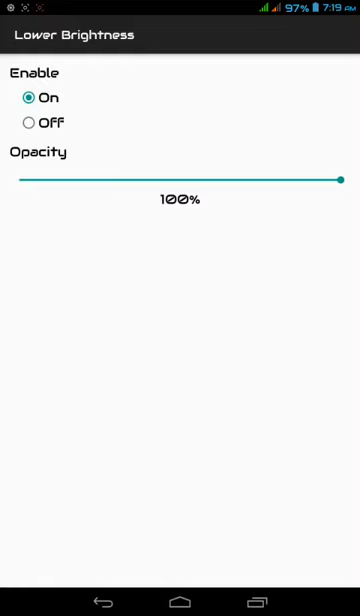 97% 7:19 AM
Lower Brightness
Enable
On
Off
Opacity
100%